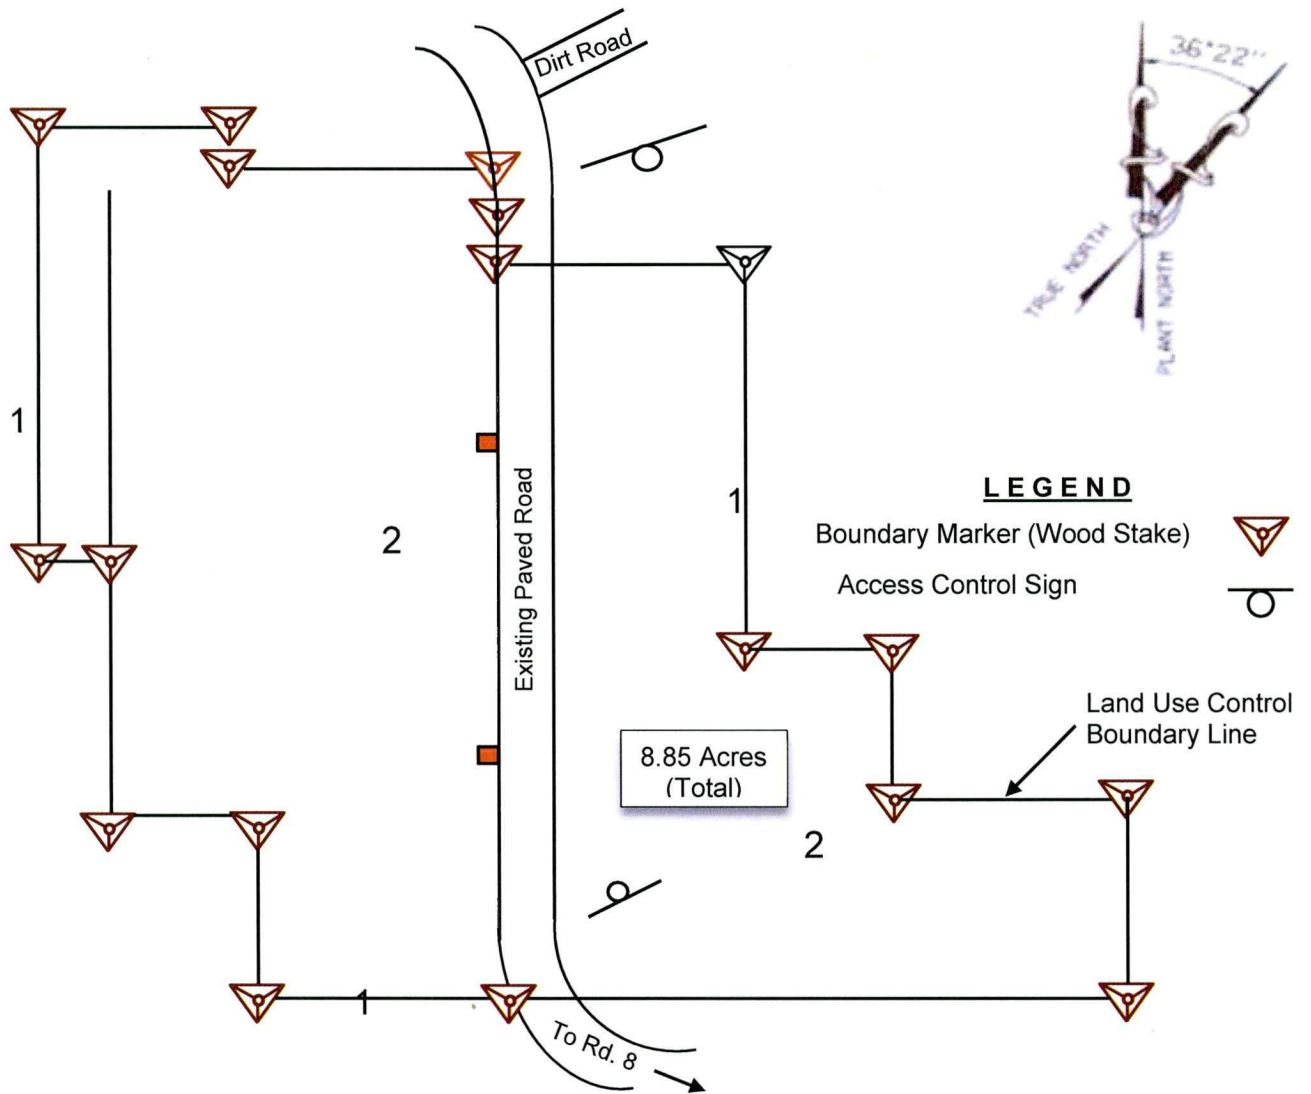 Dirt Road
36°22"
TRUE NORTH
PLANT NORTH
1
2
Existing Paved Road
1
LEGEND
Boundary Marker (Wood Stake)
Access Control Sign
Land Use Control
Boundary Line
8.85 Acres
(Total)
2
1
To Rd. 8